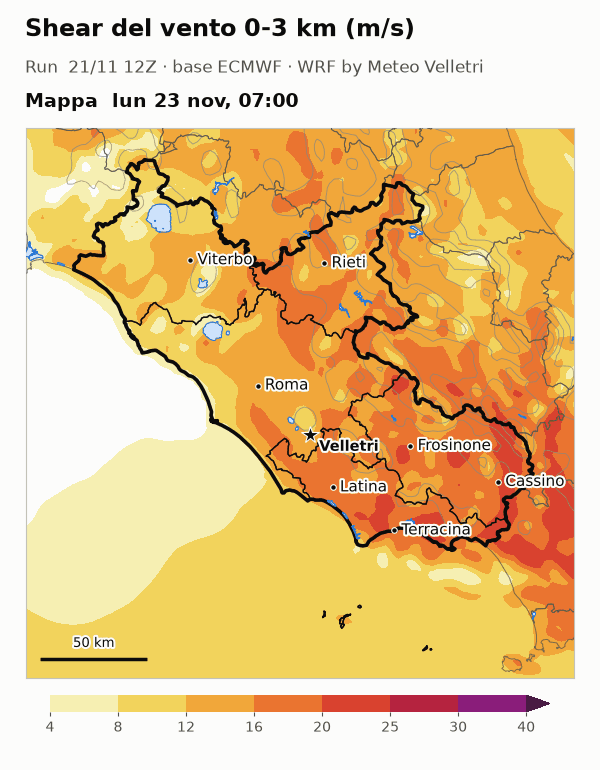 Shear del vento 0-3 km (m/s)
Run  21/11 12Z · base ECMWF · WRF by Meteo Velletri
Mappa  lun 23 nov, 07:00
Viterbo
Rieti
Roma
Velletri
Frosinone
Latina
Cassino
Terracina
50 km
4 8 12 16 20 25 30 40